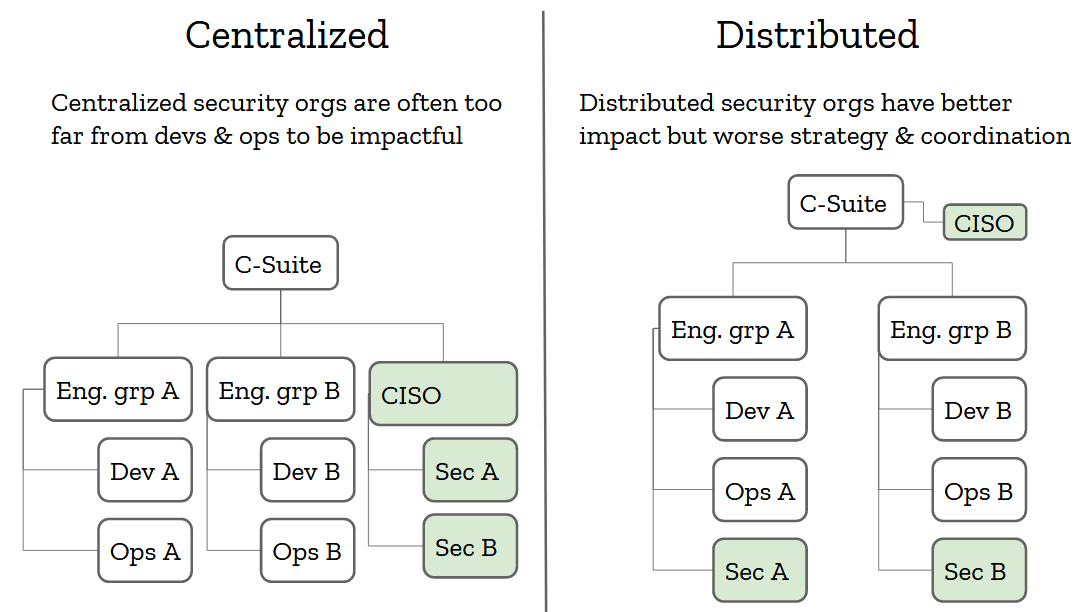 Centralized
Centralized security orgs are often too
far from devs & ops to be impactful
C-Suite
Eng. grp A
Eng. grp B
CISO
Dev A
Dev B
Sec A
Ops A
Ops B
Sec B
Distributed
Distributed security orgs have better
impact but worse strategy & coordination
C-Suite
CISO
Eng. grp A
Eng. grp B
Dev A
Dev B
Ops A
Ops B
Sec A
Sec B